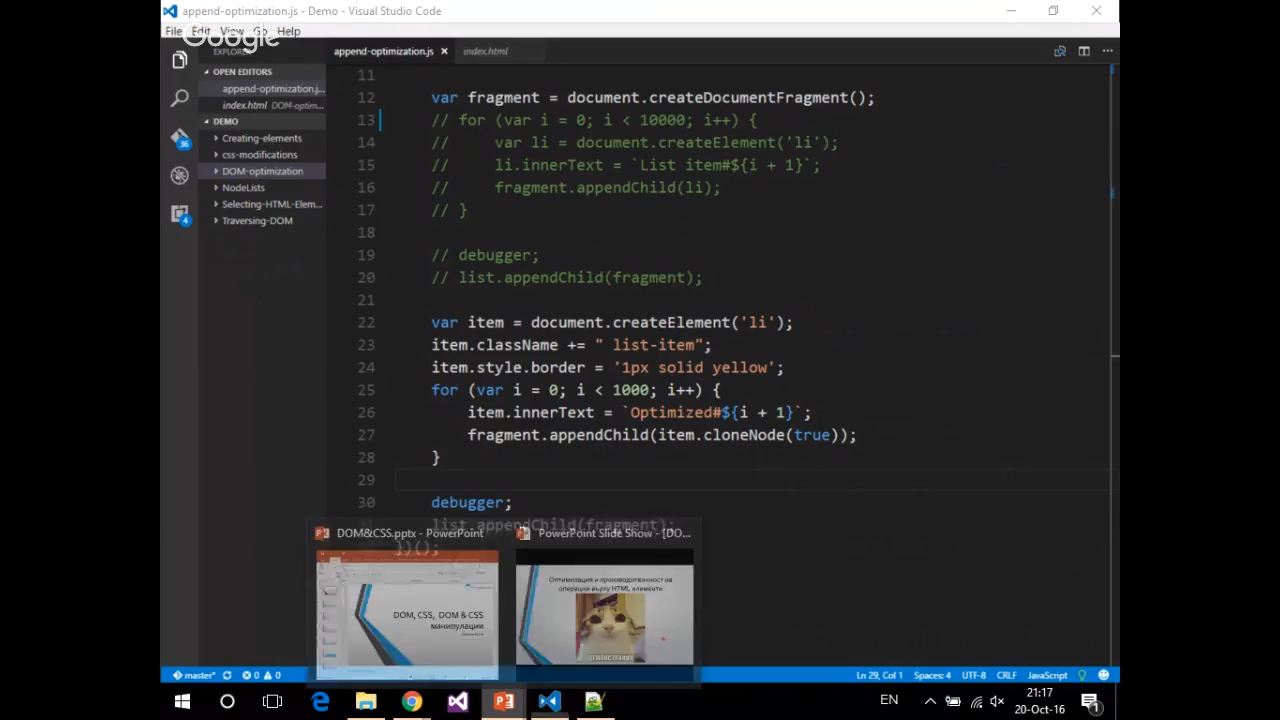 append-optimization.js - Demo - Visual Studio Code
File Edit View Go Help
Google
EXPLORER
append-optimization.js
index.html
OPEN EDITORS
append-optimization.j...
index.html DOM-optim...
DEMO
Creating-elements
css-modifications
DOM-optimization
NodeLists
Selecting-HTML-Elem...
Traversing-DOM
36
4
11
12 var fragment = document.createDocumentFragment();
13 // for (var i = 0; i < 10000; i++) {
14 // var li = document.createElement('li');
15 // li.innerText = `List item#${i + 1}`;
16 // fragment.appendChild(li);
17 // }
18
19 // debugger;
20 // list.appendChild(fragment);
21
22 var item = document.createElement('li');
23 item.className += " list-item";
24 item.style.border = '1px solid yellow';
25 for (var i = 0; i < 1000; i++) {
26 item.innerText = `Optimized#${i + 1}`;
27 fragment.appendChild(item.cloneNode(true));
28 }
29
30 debugger;
list.appendChild(fragment);
})();
DOM&CSS.pptx - PowerPoint
PowerPoint Slide Show - [DO...
DOM, CSS, DOM & CSS
манипулации
Оптимизация и производителност на
операции върху HTML елементи
master* 0 0 Ln 29, Col 1 Spaces: 4 UTF-8 CRLF JavaScript
EN
21:17
20-Oct-16
1